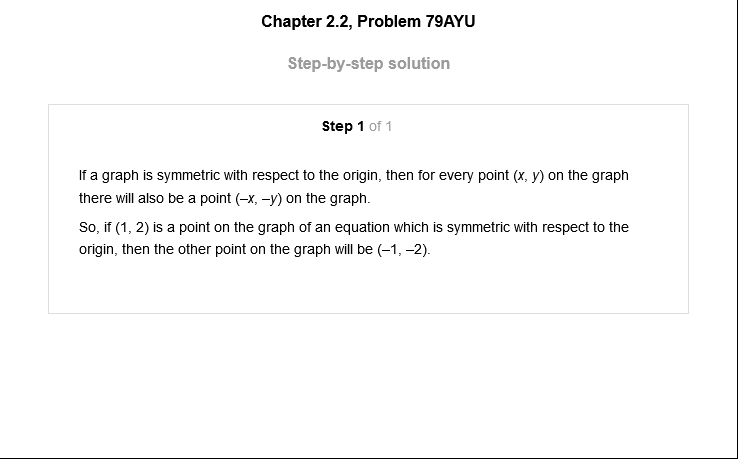 Chapter 2.2, Problem 79AYU
Step-by-step solution
Step 1 of 1
If a graph is symmetric with respect to the origin, then for every point (x, y) on the graph
there will also be a point (–x, –y) on the graph.
So, if (1, 2) is a point on the graph of an equation which is symmetric with respect to the
origin, then the other point on the graph will be (–1, –2).